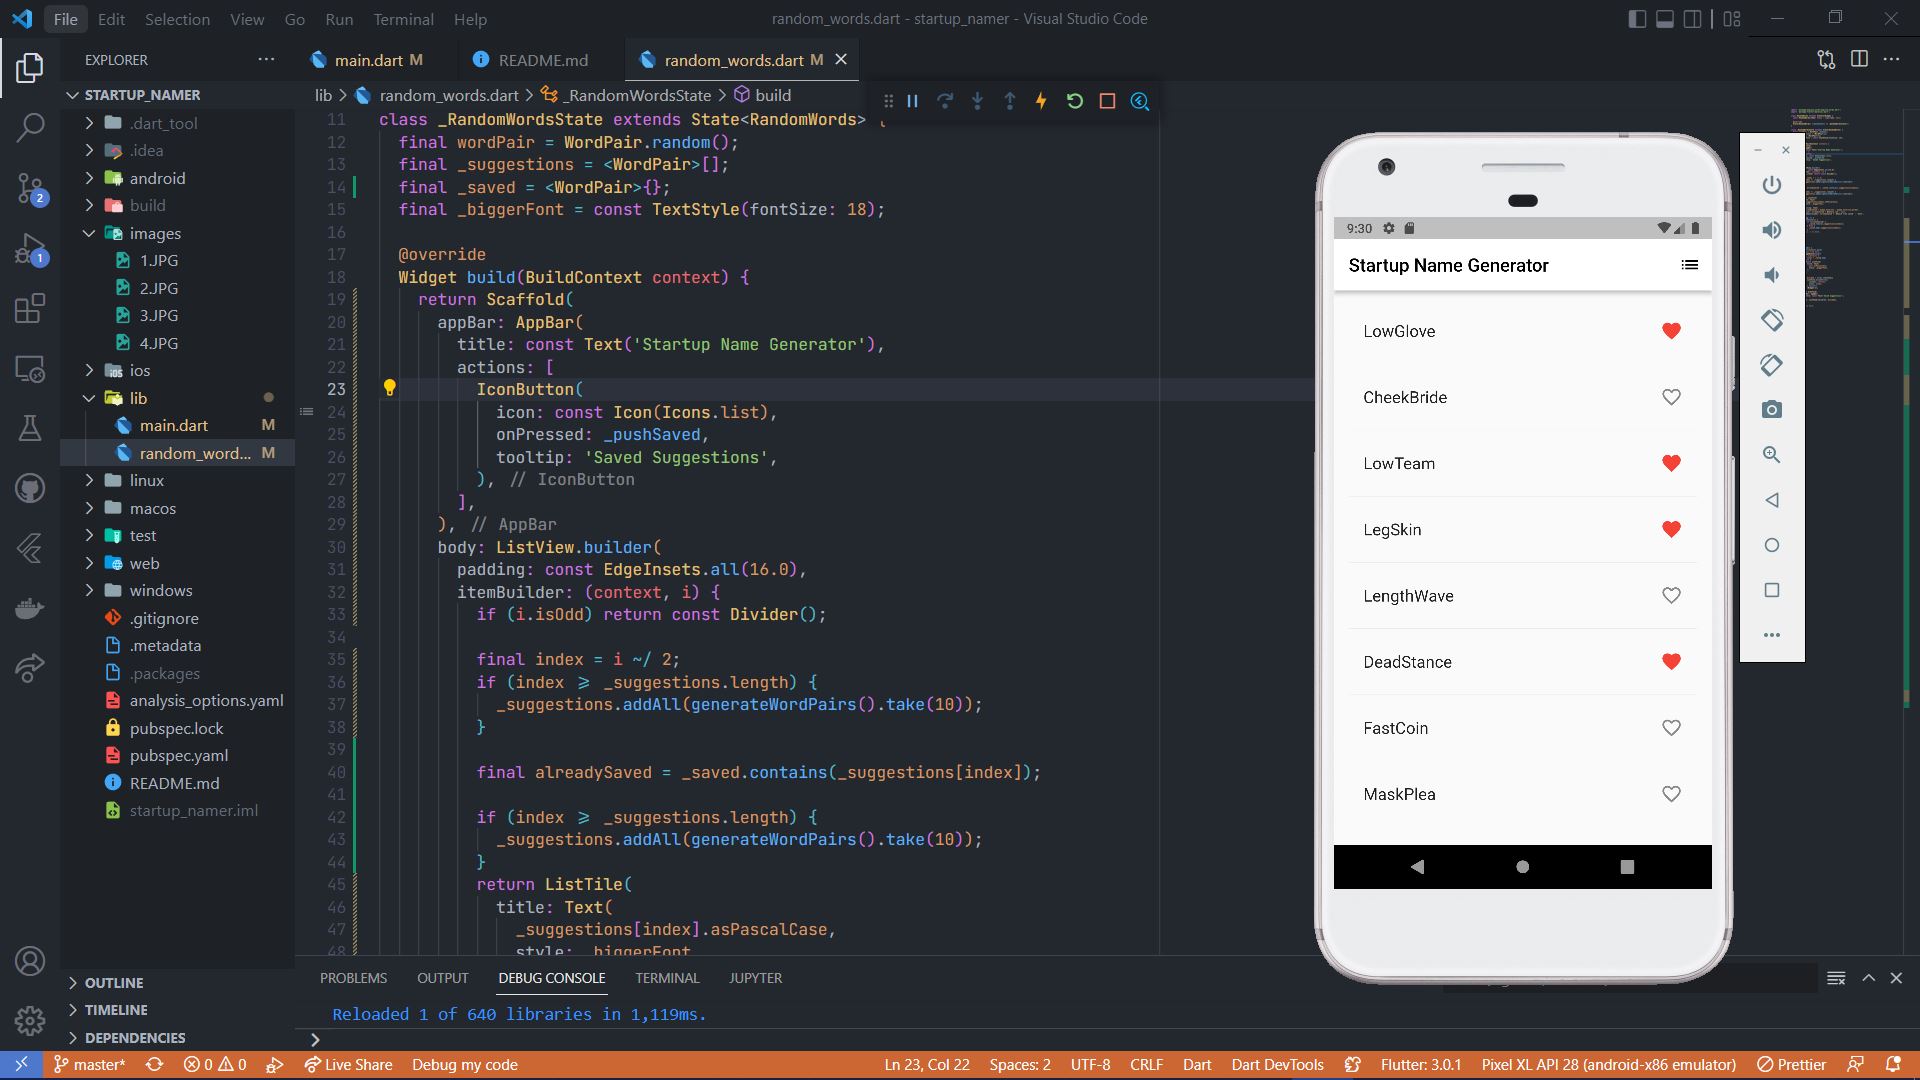 File Edit Selection View Go Run Terminal Help
random_words.dart - startup_namer - Visual Studio Code
EXPLORER
main.dart M
README.md
random_words.dart M
STARTUP_NAMER
lib > random_words.dart > _RandomWordsState > build
.dart_tool
.idea
android
build
images
1.JPG
2.JPG
3.JPG
4.JPG
ios
lib
main.dart M
random_word... M
linux
macos
test
web
windows
.gitignore
.metadata
.packages
analysis_options.yaml
pubspec.lock
pubspec.yaml
README.md
startup_namer.iml
OUTLINE
TIMELINE
DEPENDENCIES
2
1
11 class _RandomWordsState extends State<RandomWords> {
12 final wordPair = WordPair.random();
13 final _suggestions = <WordPair>[];
14 final _saved = <WordPair>{};
15 final _biggerFont = const TextStyle(fontSize: 18);
16
17 @override
18 Widget build(BuildContext context) {
19 return Scaffold(
20 appBar: AppBar(
21 title: const Text('Startup Name Generator'),
22 actions: [
23 IconButton(
24 icon: const Icon(Icons.list),
25 onPressed: _pushSaved,
26 tooltip: 'Saved Suggestions',
27 ), // IconButton
28 ],
29 ), // AppBar
30 body: ListView.builder(
31 padding: const EdgeInsets.all(16.0),
32 itemBuilder: (context, i) {
33 if (i.isOdd) return const Divider();
34
35 final index = i ~/ 2;
36 if (index >= _suggestions.length) {
37 _suggestions.addAll(generateWordPairs().take(10));
38 }
39
40 final alreadySaved = _saved.contains(_suggestions[index]);
41
42 if (index >= _suggestions.length) {
43 _suggestions.addAll(generateWordPairs().take(10));
44 }
45 return ListTile(
46 title: Text(
47 _suggestions[index].asPascalCase,
48 style: _biggerFont
9:30
Startup Name Generator
LowGlove
CheekBride
LowTeam
LegSkin
LengthWave
DeadStance
FastCoin
MaskPlea
PROBLEMS OUTPUT DEBUG CONSOLE TERMINAL JUPYTER
Reloaded 1 of 640 libraries in 1,119ms.
master* 0 0 Live Share Debug my code
Ln 23, Col 22 Spaces: 2 UTF-8 CRLF Dart Dart DevTools Flutter: 3.0.1 Pixel XL API 28 (android-x86 emulator) Prettier